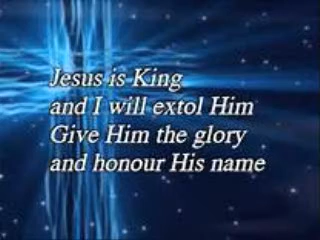 Jesus is King
and I will extol Him
Give Him the glory
and honour His name